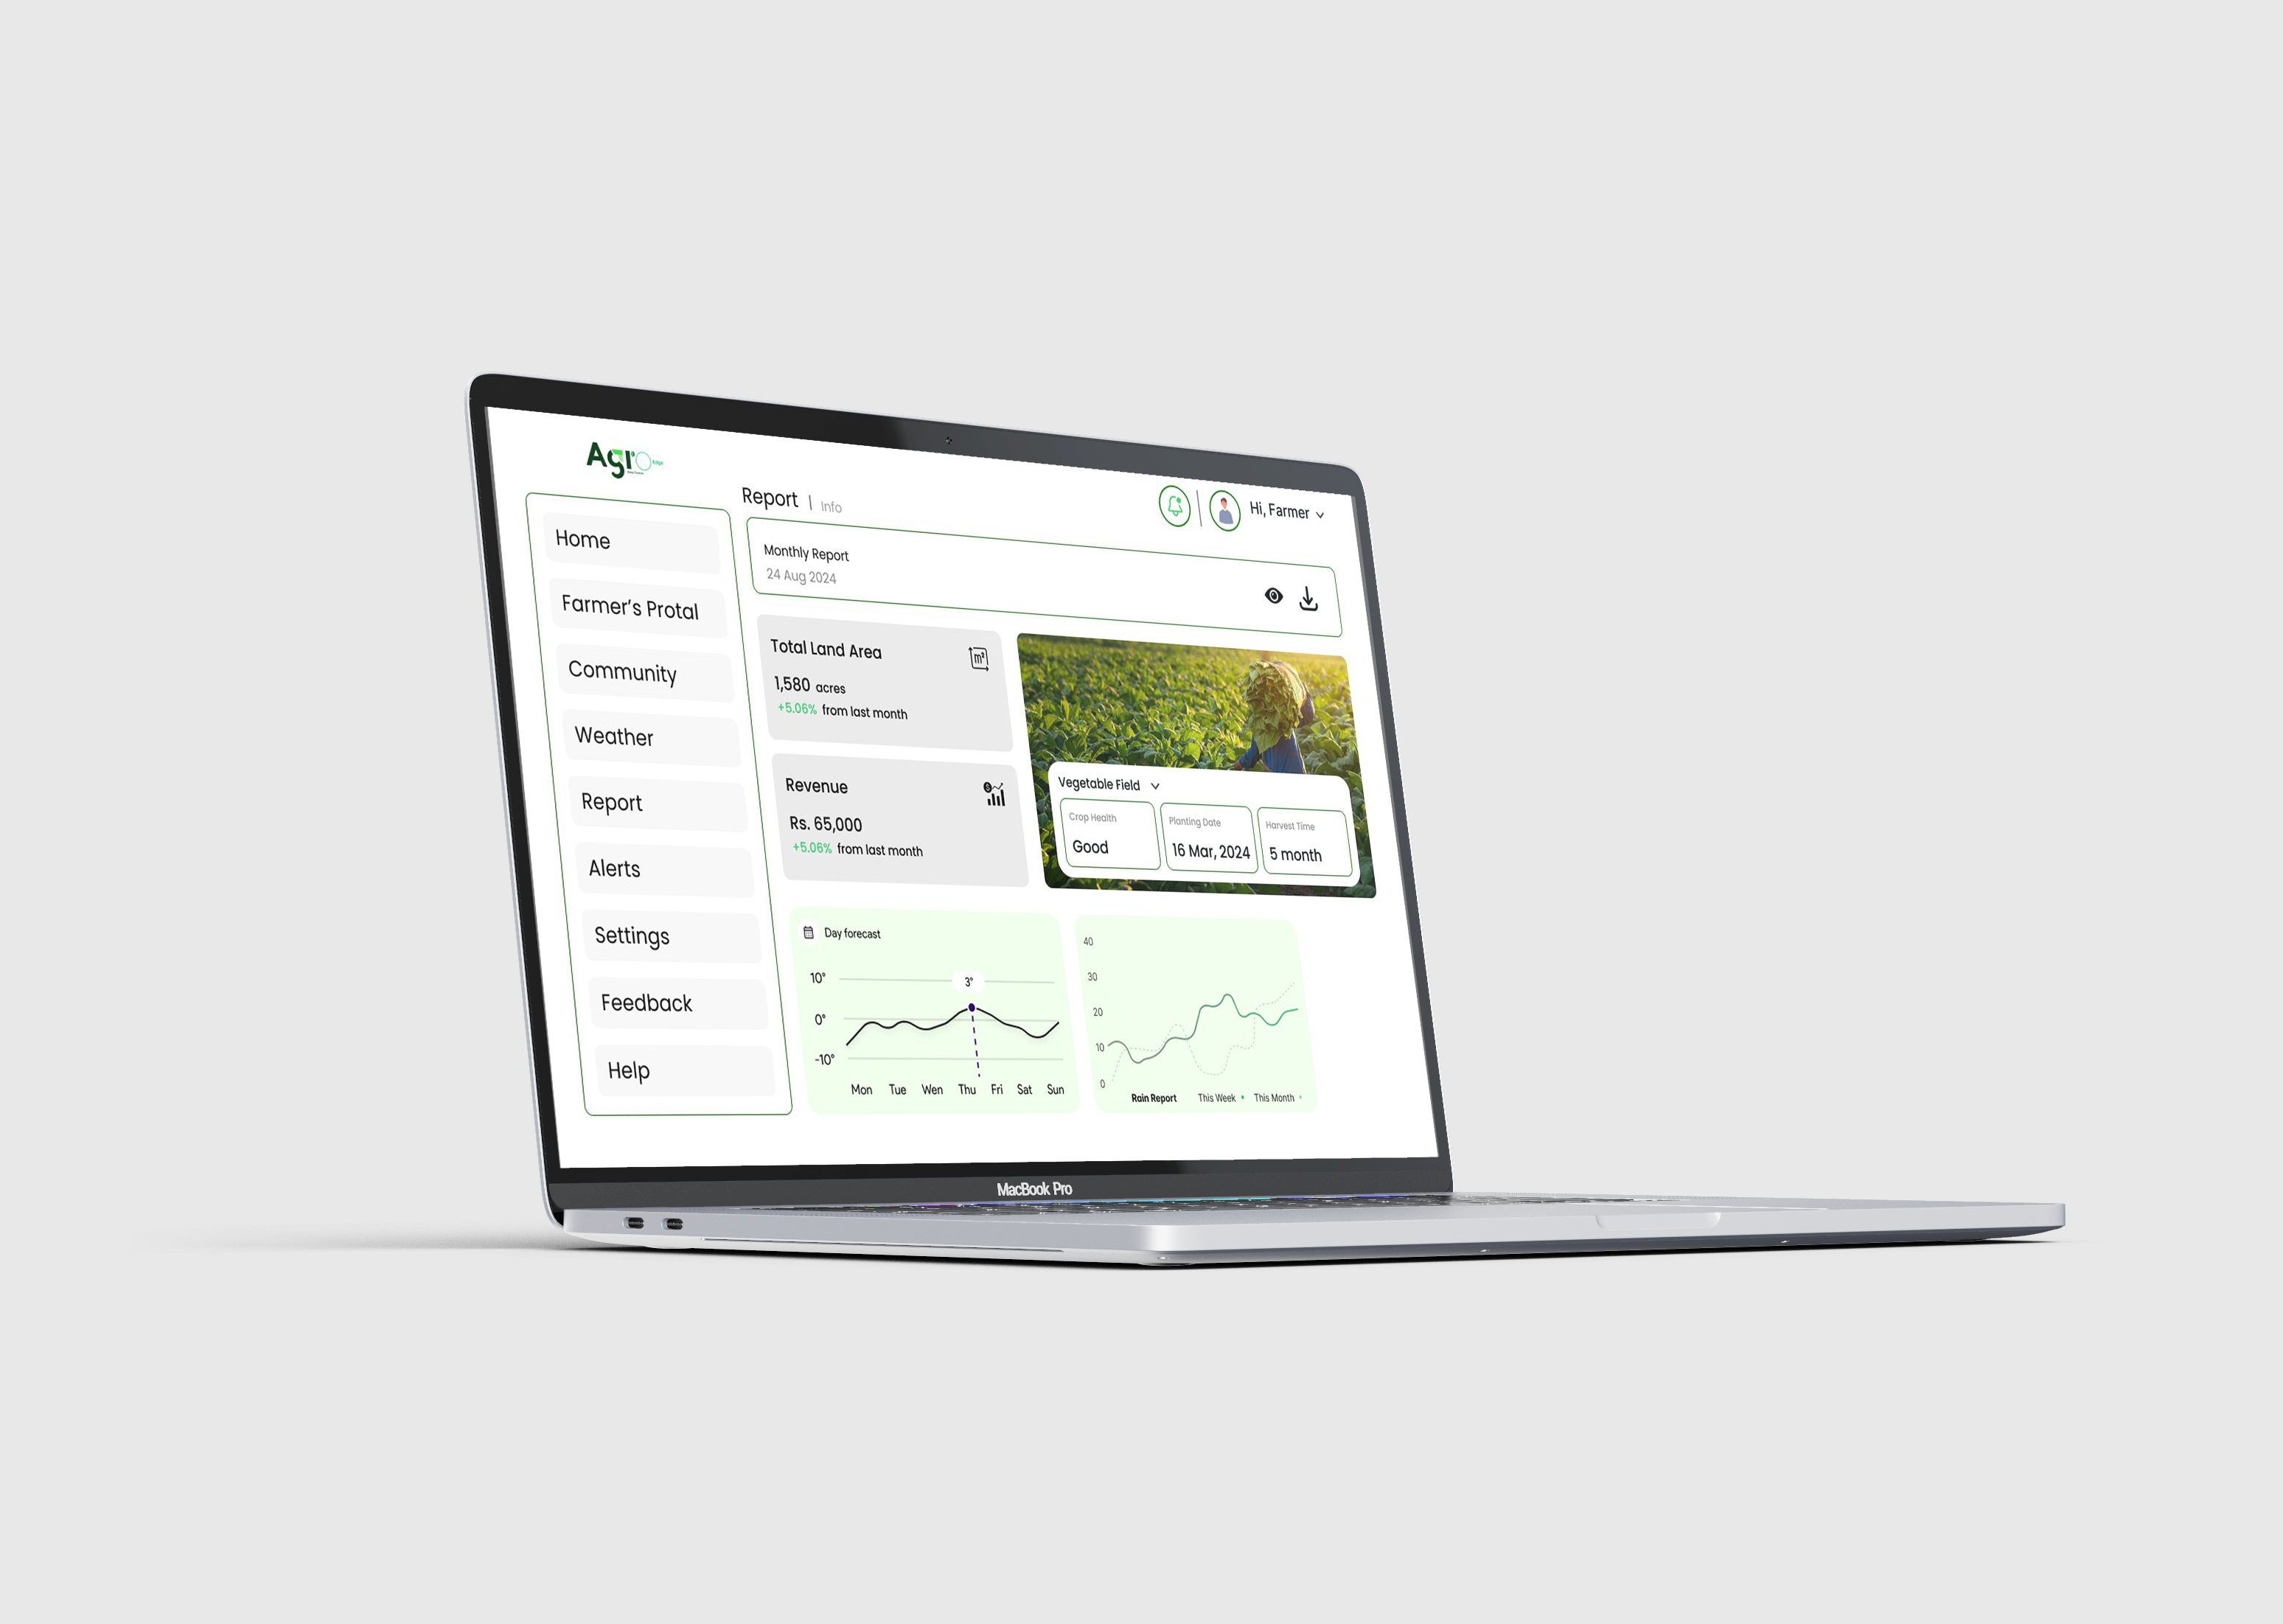 Agro
Edge
Report | Info
Hi, Farmer
Home
Farmer's Protal
Community
Weather
Report
Alerts
Settings
Feedback
Help
Monthly Report
24 Aug 2024
Total Land Area
m²
1,580 acres
+5.06% from last month
Revenue
Rs. 65,000
+5.06% from last month
Vegetable Field
Crop Health
Good
Planting Date
16 Mar, 2024
Harvest Time
5 month
Day forecast
10°
0°
-10°
3°
Mon Tue Wen Thu Fri Sat Sun
40
30
20
10
0
Rain Report This Week This Month
MacBook Pro